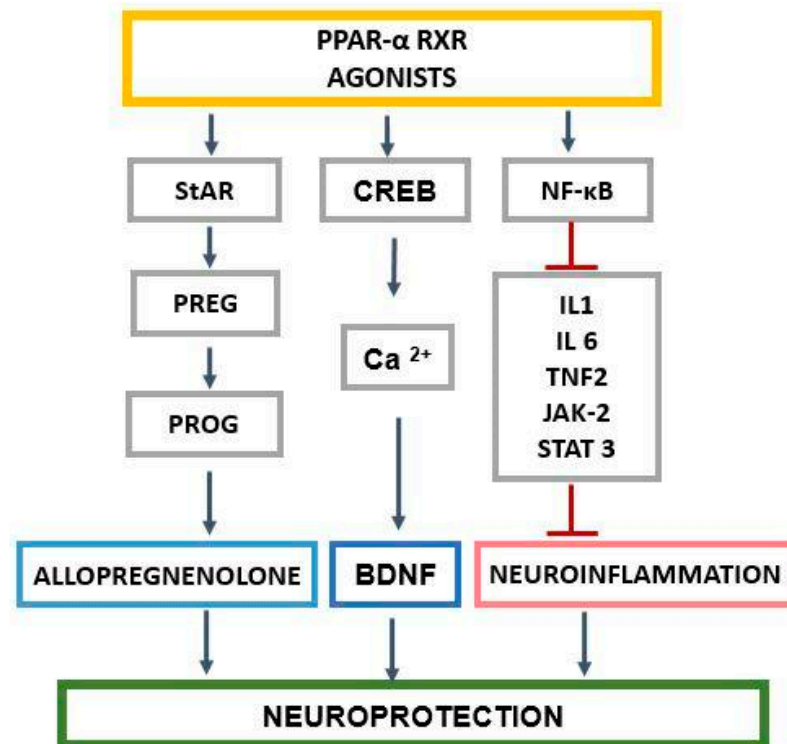 PPAR-α RXR
AGONISTS
StAR
CREB
NF-κB
PREG
Ca 2+
IL1
IL 6
TNF2
JAK-2
STAT 3
PROG
ALLOPREGNENOLONE
BDNF
NEUROINFLAMMATION
NEUROPROTECTION